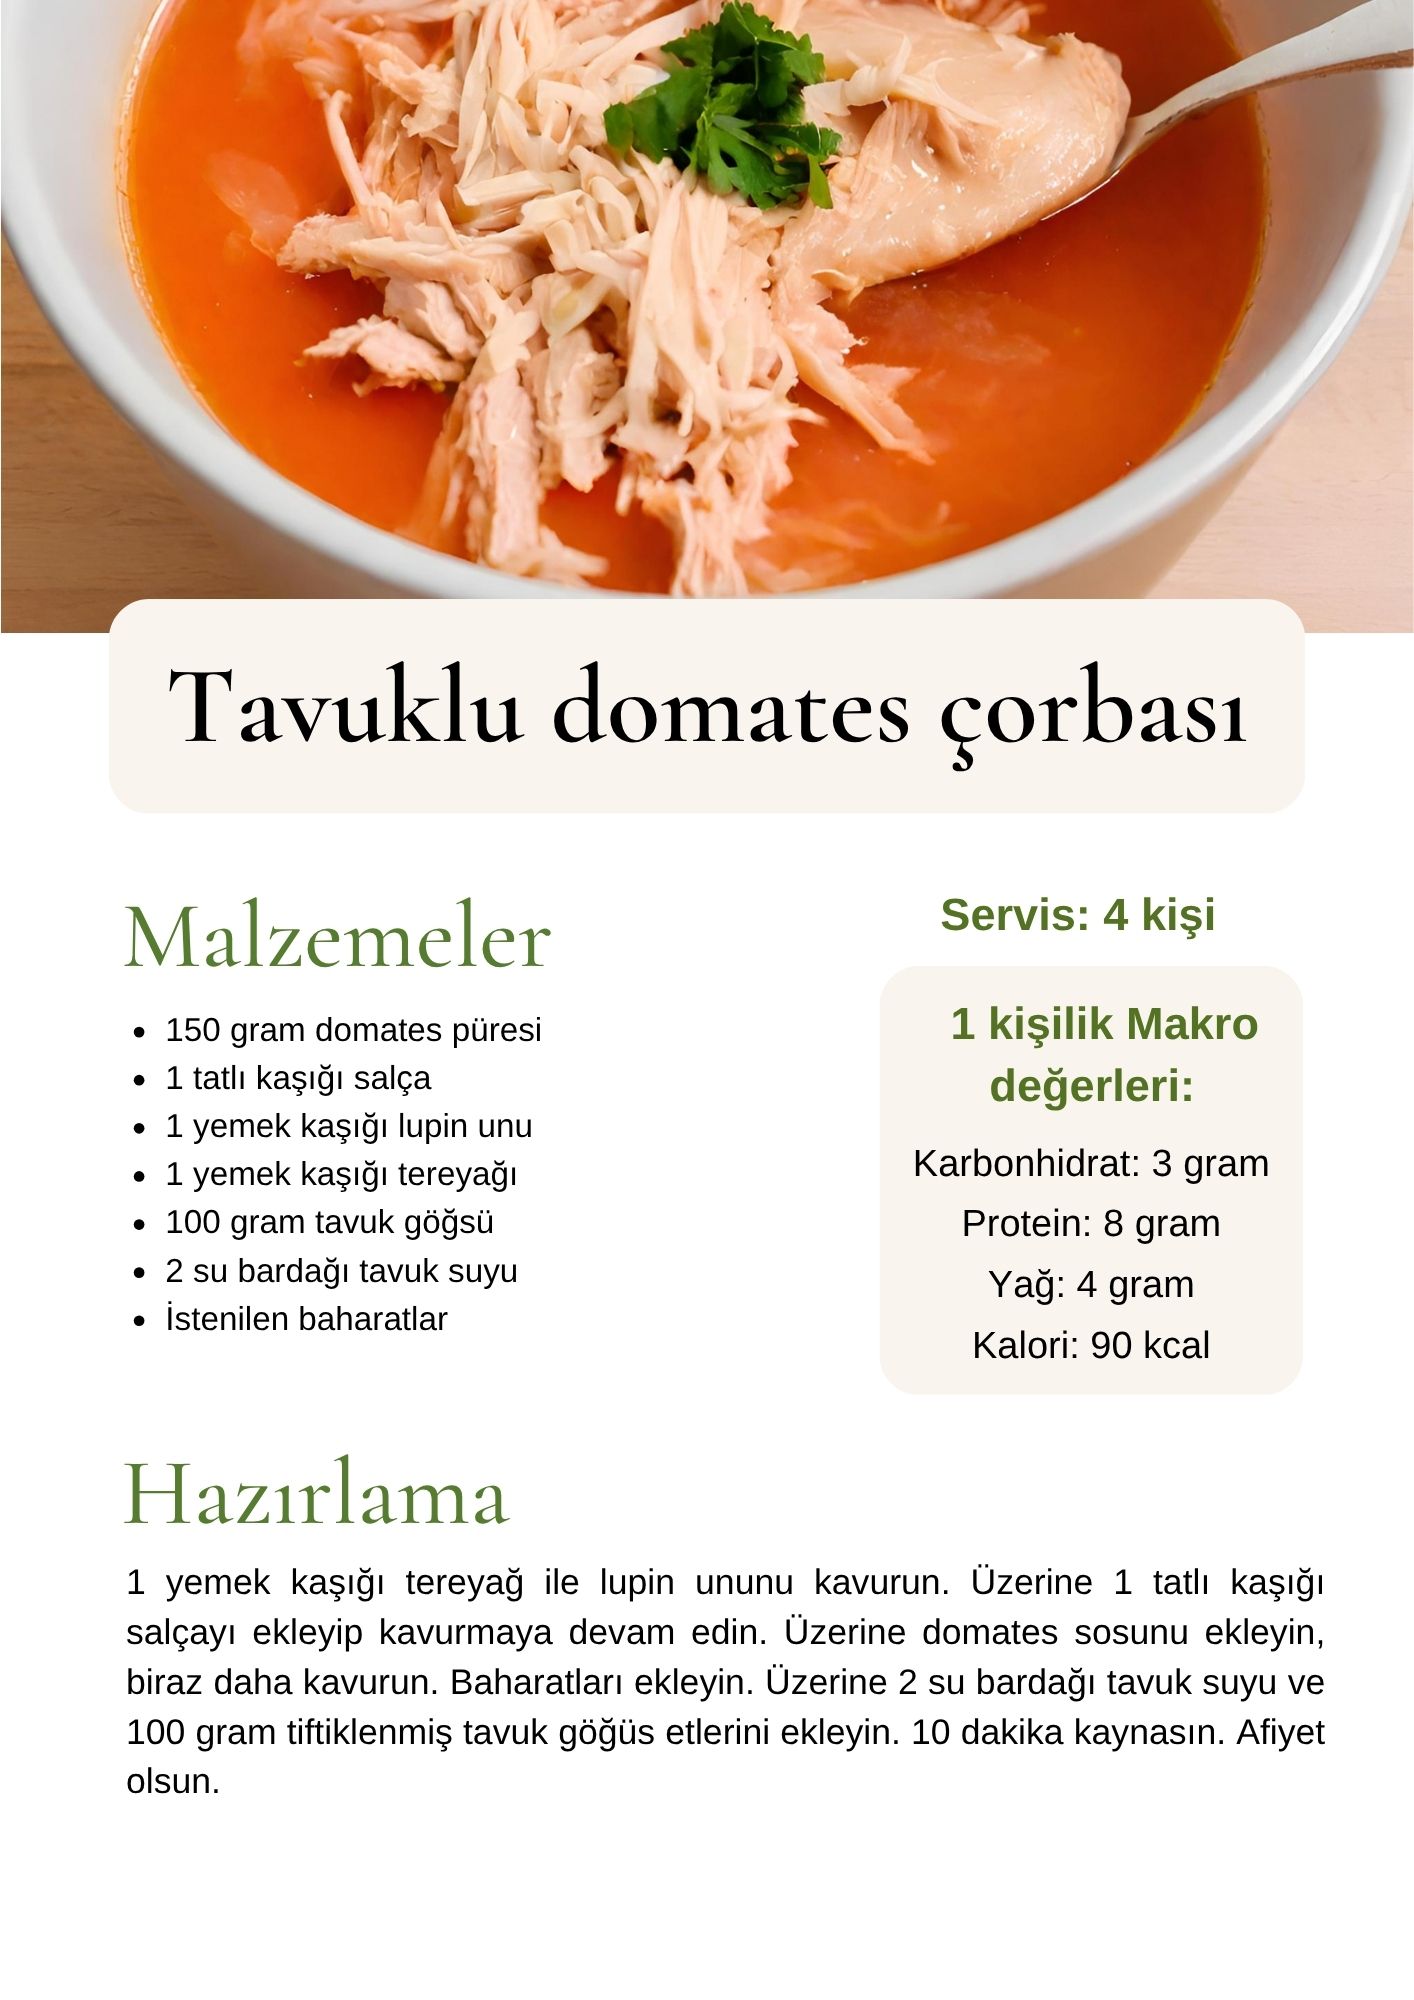 Tavuklu domates çorbası
Malzemeler
150 gram domates püresi
1 tatlı kaşığı salça
1 yemek kaşığı lupin unu
1 yemek kaşığı tereyağı
100 gram tavuk göğsü
2 su bardağı tavuk suyu
İstenilen baharatlar
Servis: 4 kişi
1 kişilik Makro
değerleri:
Karbonhidrat: 3 gram
Protein: 8 gram
Yağ: 4 gram
Kalori: 90 kcal
Hazırlama
1 yemek kaşığı tereyağ ile lupin ununu kavurun. Üzerine 1 tatlı kaşığı
salçayı ekleyip kavurmaya devam edin. Üzerine domates sosunu ekleyin,
biraz daha kavurun. Baharatları ekleyin. Üzerine 2 su bardağı tavuk suyu ve
100 gram tiftiklenmiş tavuk göğüs etlerini ekleyin. 10 dakika kaynasın. Afiyet
olsun.